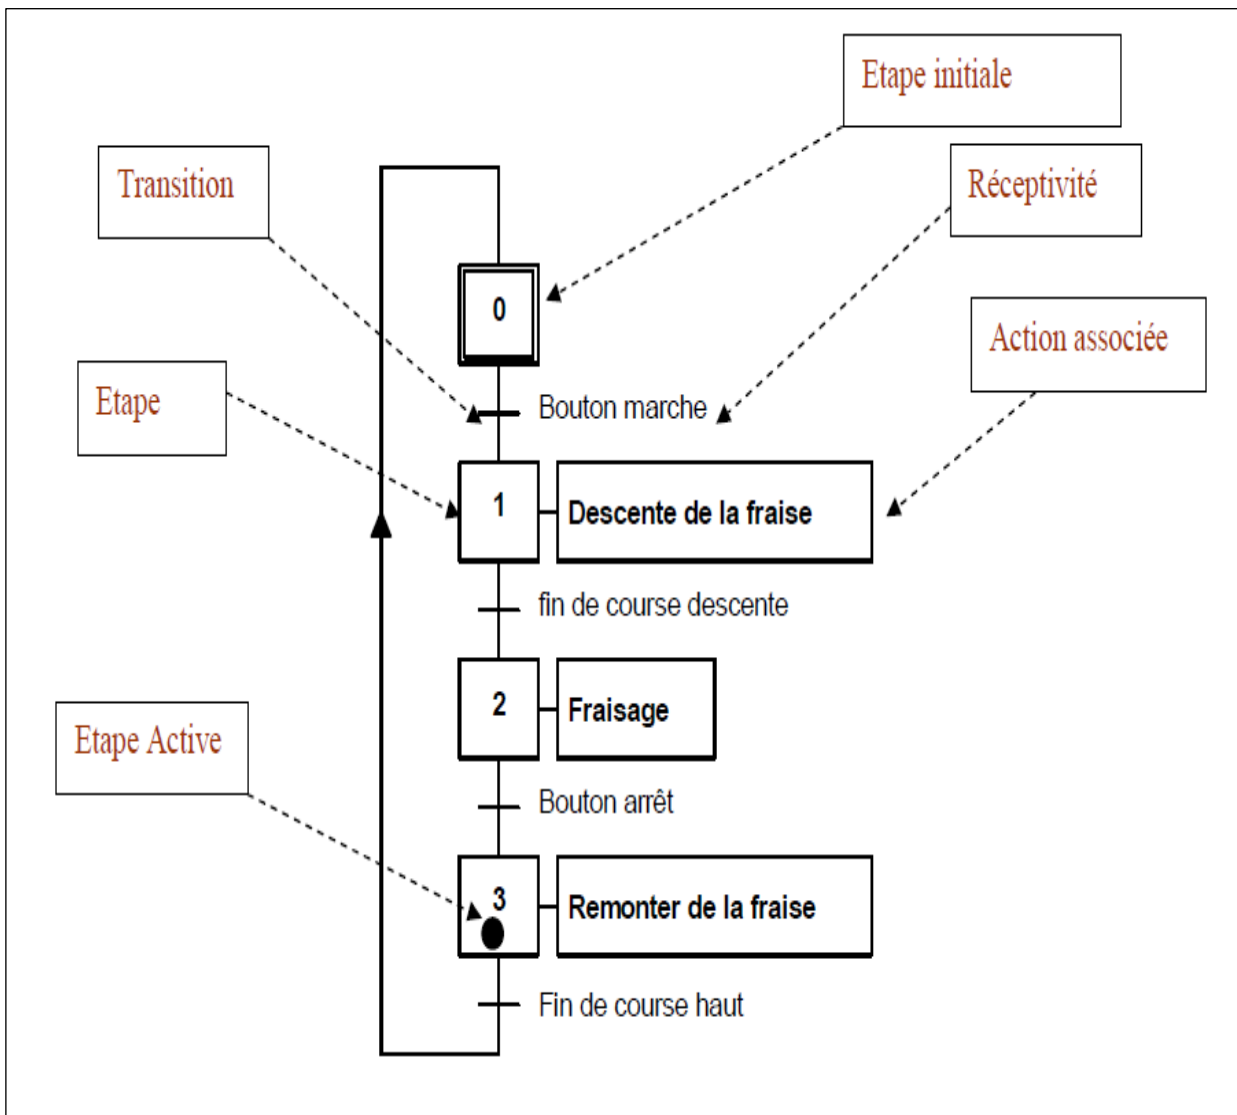 Etape initiale
Transition
Réceptivité
0
Action associée
Etape
Bouton marche
1
Descente de la fraise
fin de course descente
2
Fraisage
Etape Active
Bouton arrêt
3
Remonter de la fraise
Fin de course haut